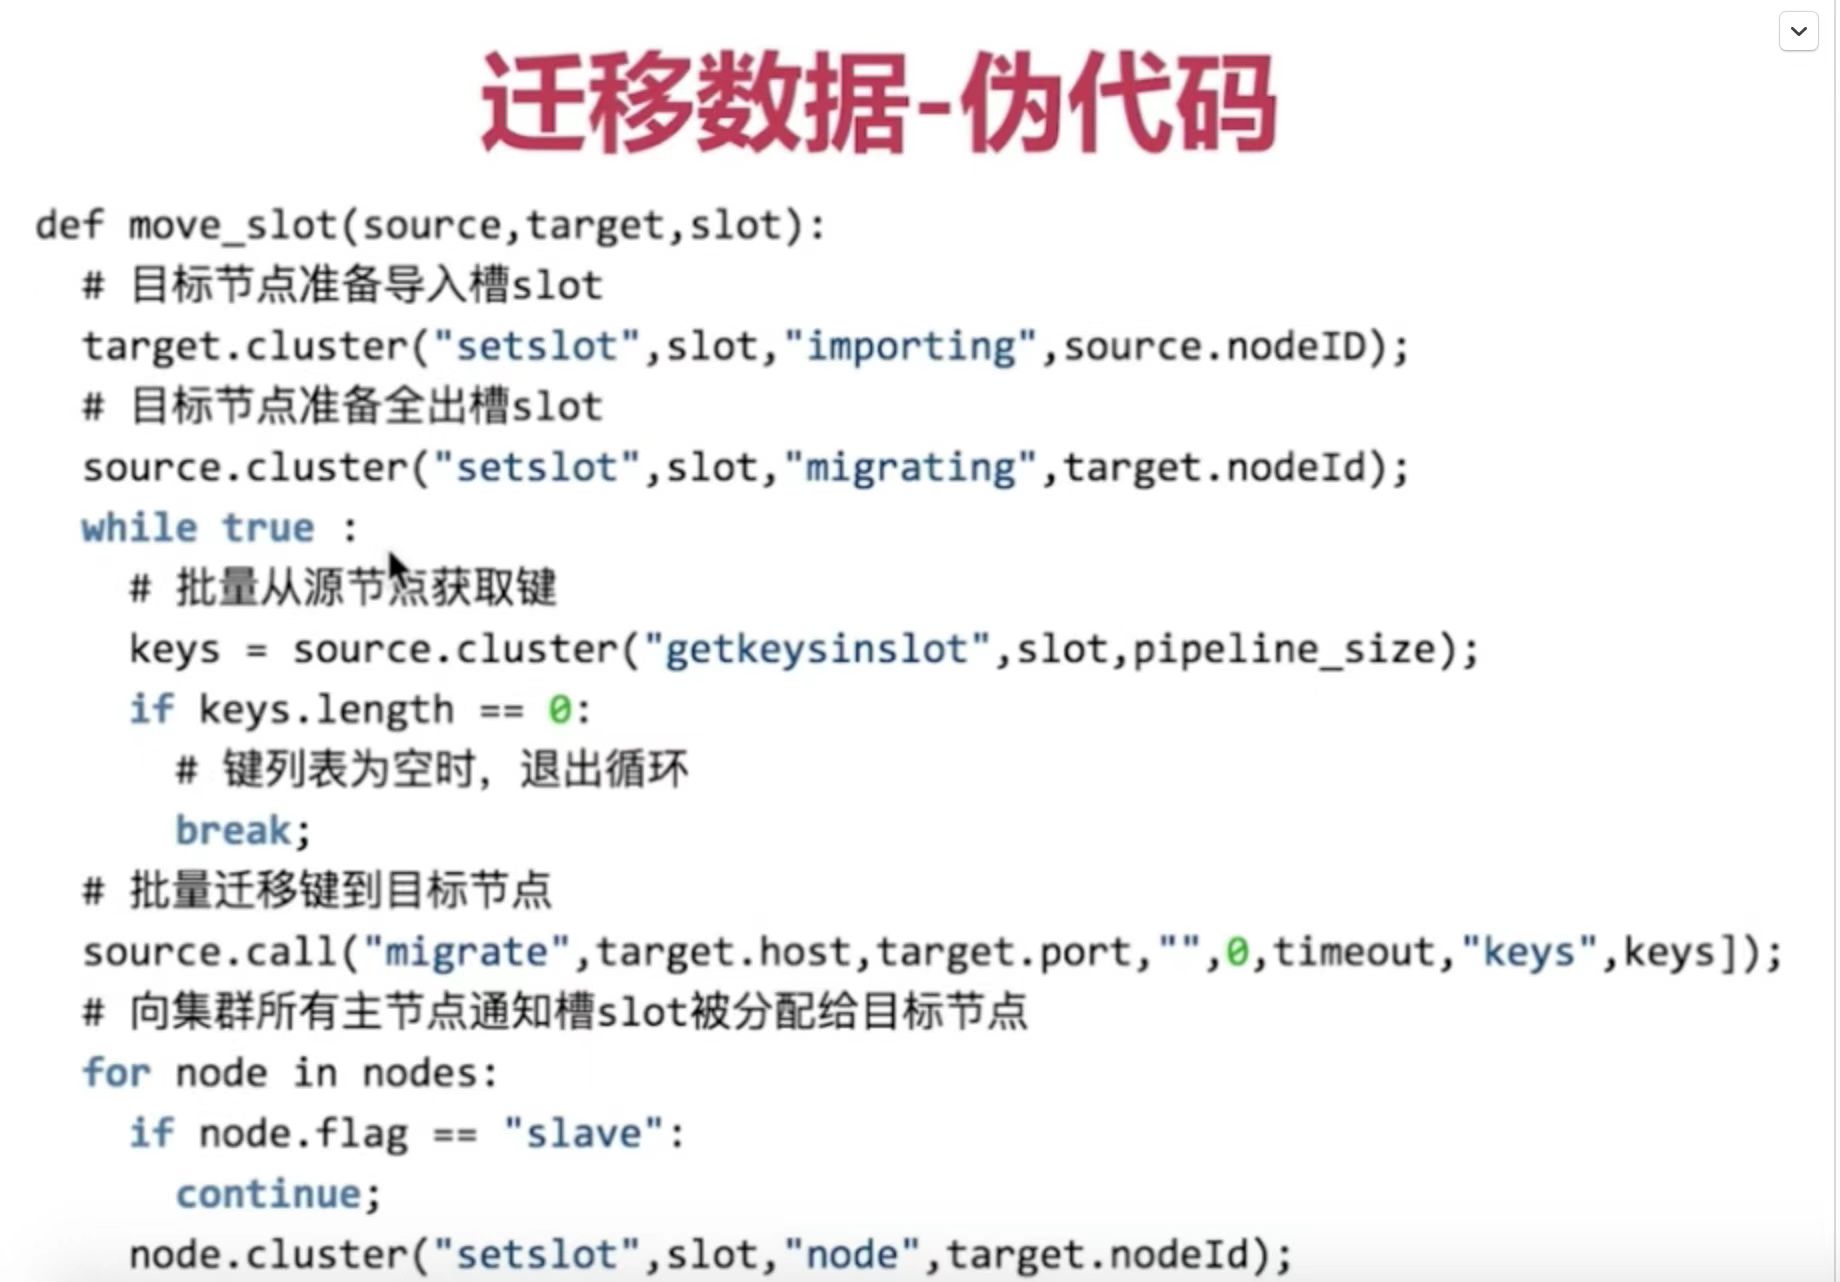 迁移数据-伪代码
def move_slot(source,target,slot):
# 目标节点准备导入槽slot
target.cluster("setslot",slot,"importing",source.nodeID);
# 目标节点准备全出槽slot
source.cluster("setslot",slot,"migrating",target.nodeId);
while true :
# 批量从源节点获取键
keys = source.cluster("getkeysinslot",slot,pipeline_size);
if keys.length == 0:
# 键列表为空时，退出循环
break;
# 批量迁移键到目标节点
source.call("migrate",target.host,target.port,"",0,timeout,"keys",keys]);
# 向集群所有主节点通知槽slot被分配给目标节点
for node in nodes:
if node.flag == "slave":
continue;
node.cluster("setslot",slot,"node",target.nodeId);